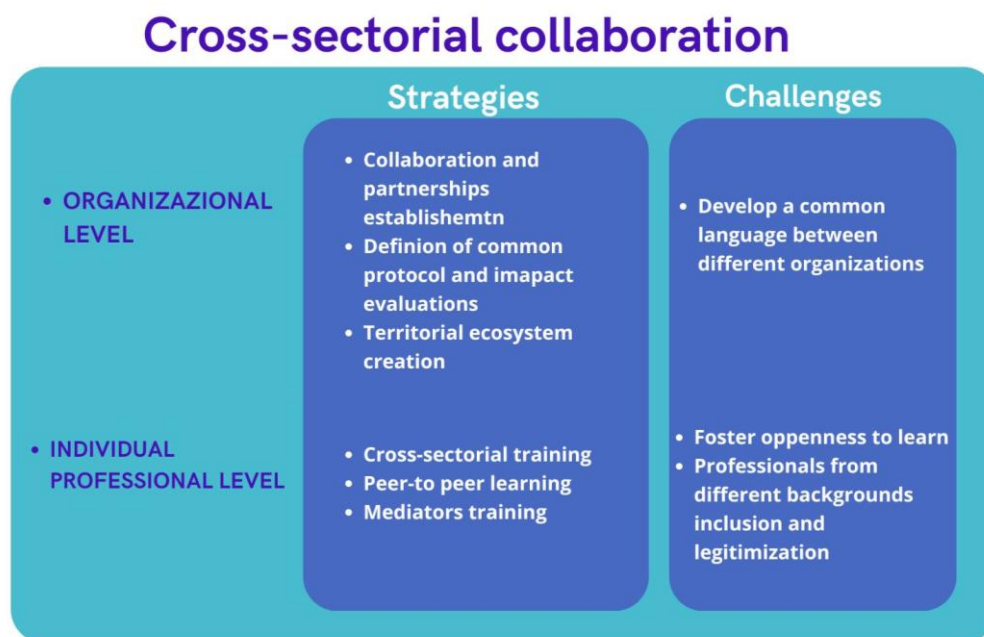 Cross-sectorial collaboration
Strategies
Challenges
• ORGANIZAZIONAL
LEVEL
• Collaboration and
partnerships
establishemtn
• Definion of common
protocol and imapact
evaluations
• Territorial ecosystem
creation
• Develop a common
language between
different organizations
• INDIVIDUAL
PROFESSIONAL LEVEL
• Cross-sectorial training
• Peer-to peer learning
• Mediators training
• Foster oppenness to learn
• Professionals from
different backgrounds
inclusion and
legitimization